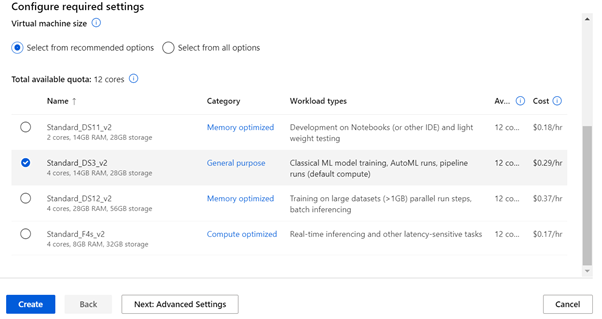 Configure required settings
Virtual machine size
Select from recommended options Select from all options
Total available quota: 12 cores
Name ↑ Category Workload types Av... Cost
Standard_DS11_v2 Memory optimized Development on Notebooks (or other IDE) and light 12 co... $0.18/hr
2 cores, 14GB RAM, 28GB storage weight testing
Standard_DS3_v2 General purpose Classical ML model training, AutoML runs, pipeline 12 co... $0.29/hr
4 cores, 14GB RAM, 28GB storage runs (default compute)
Standard_DS12_v2 Memory optimized Training on large datasets (>1GB) parallel run steps, 12 co... $0.37/hr
4 cores, 28GB RAM, 56GB storage batch inferencing
Standard_F4s_v2 Compute optimized Real-time inferencing and other latency-sensitive tasks 12 co... $0.17/hr
4 cores, 8GB RAM, 32GB storage
Create Back Next: Advanced Settings Cancel